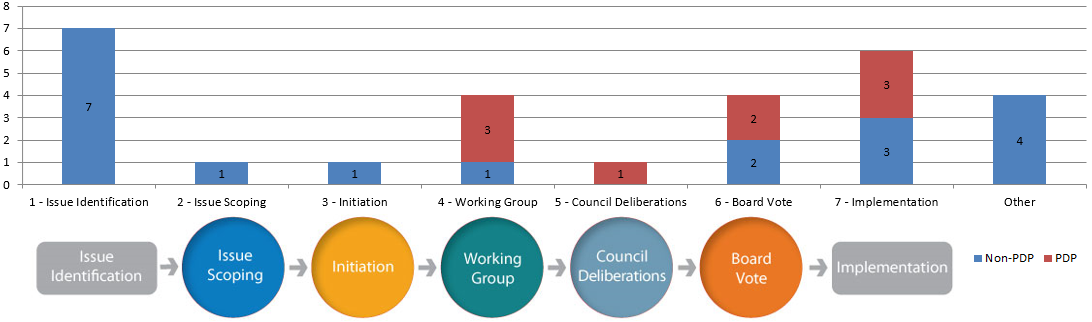 8
7
6
5
4
3
2
1
0
7
1
1
3
1
1
2
2
3
3
4
1 - Issue Identification
2 - Issue Scoping
3 - Initiation
4 - Working Group
5 - Council Deliberations
6 - Board Vote
7 - Implementation
Other
Issue
Identification
Issue
Scoping
Initiation
Working
Group
Council
Deliberations
Board
Vote
Implementation
Non-PDP
PDP